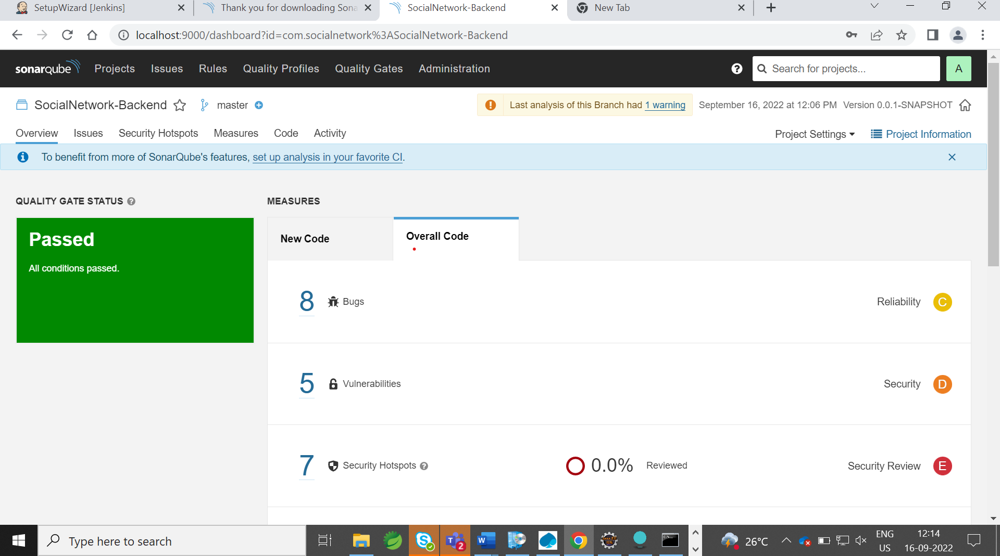 SetupWizard [Jenkins]
Thank you for downloading Sona
SocialNetwork-Backend
New Tab
localhost:9000/dashboard?id=com.socialnetwork%3ASocialNetwork-Backend
sonarqube Projects Issues Rules Quality Profiles Quality Gates Administration
Search for projects...
A
SocialNetwork-Backend master
Last analysis of this Branch had 1 warning September 16, 2022 at 12:06 PM Version 0.0.1-SNAPSHOT
Overview Issues Security Hotspots Measures Code Activity
Project Settings Project Information
To benefit from more of SonarQube's features, set up analysis in your favorite CI.
QUALITY GATE STATUS
MEASURES
Passed
All conditions passed.
New Code
Overall Code
8 Bugs Reliability C
5 Vulnerabilities Security D
7 Security Hotspots 0.0% Reviewed Security Review E
Type here to search
2
26°C
ENG
US
12:14
16-09-2022